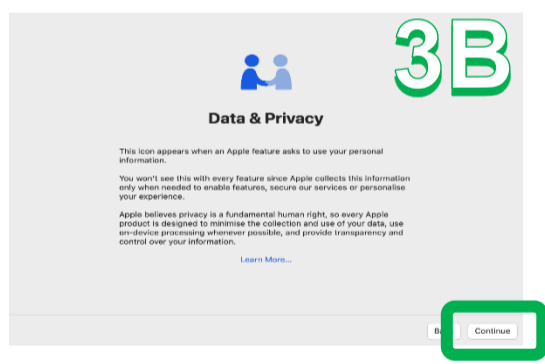 3B
Data & Privacy
This icon appears when an Apple feature asks to use your personal
information.
You won't see this with every feature since Apple collects this information
only when needed to enable features, secure our services or personalise
your experience.
Apple believes privacy is a fundamental human right, so every Apple
product is designed to minimise the collection and use of your data, use
on-device processing whenever possible, and provide transparency and
control over your information.
Learn More...
Continue